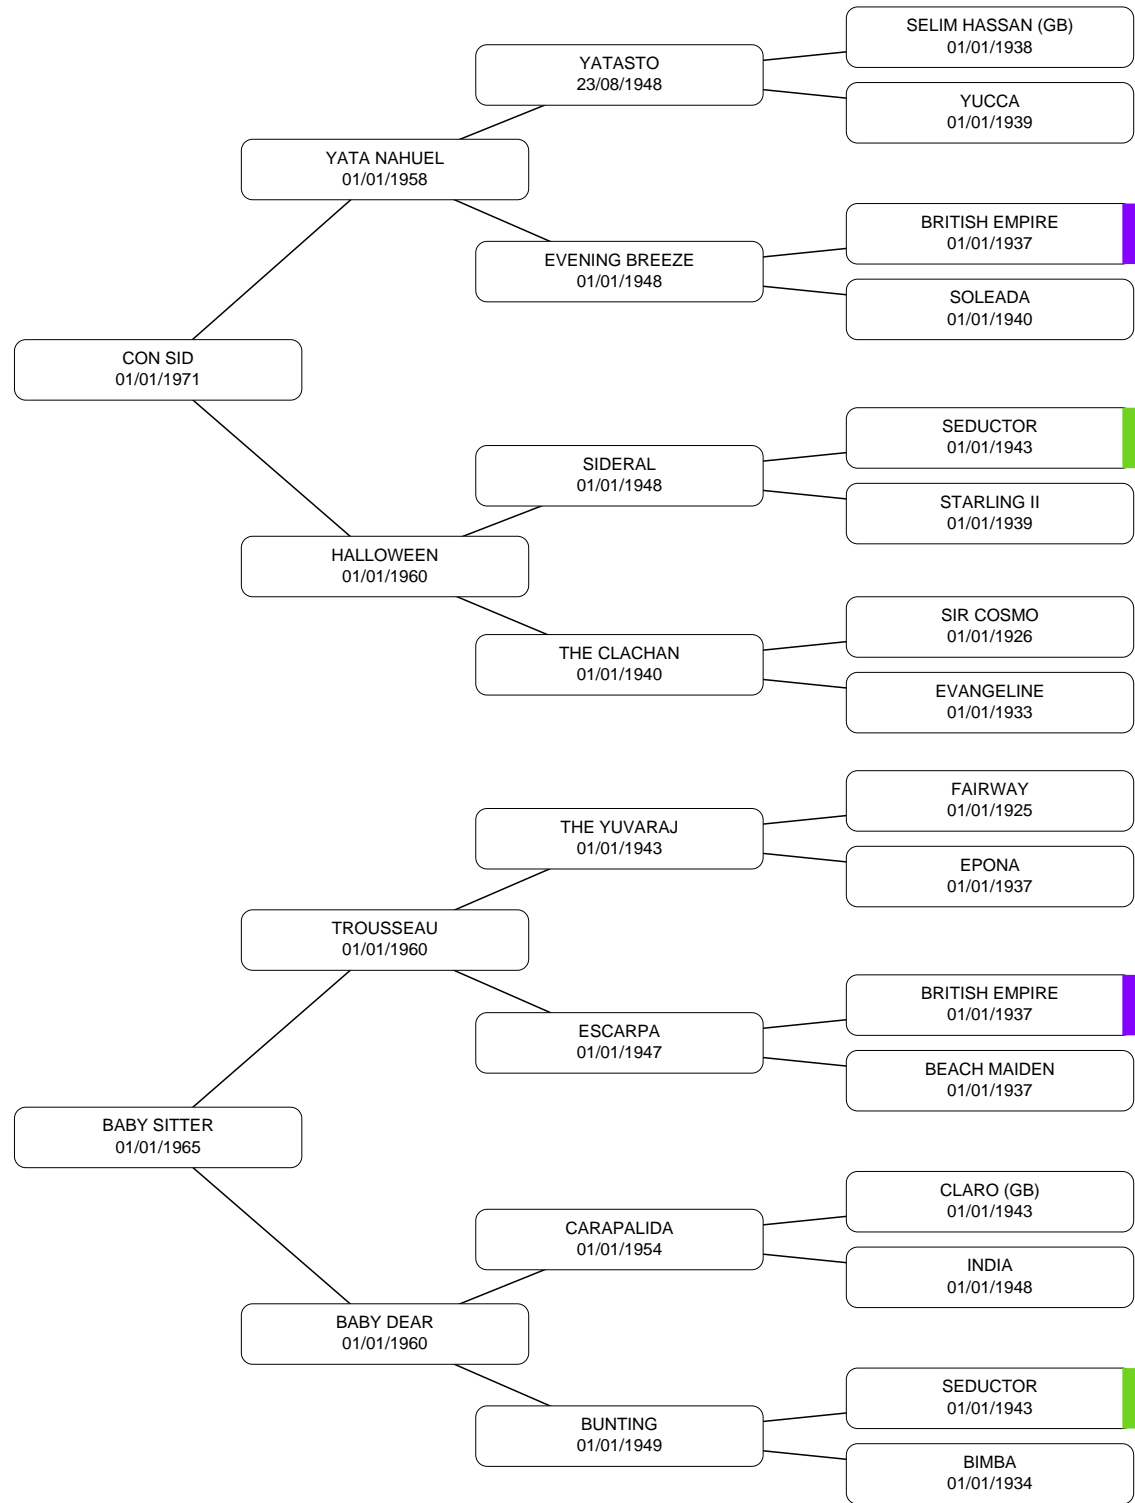 SELIM HASSAN (GB)
01/01/1938
YATASTO
23/08/1948
YUCCA
01/01/1939
YATA NAHUEL
01/01/1958
BRITISH EMPIRE
01/01/1937
EVENING BREEZE
01/01/1948
SOLEADA
01/01/1940
CON SID
01/01/1971
SEDUCTOR
01/01/1943
SIDERAL
01/01/1948
STARLING II
01/01/1939
HALLOWEEN
01/01/1960
SIR COSMO
01/01/1926
THE CLACHAN
01/01/1940
EVANGELINE
01/01/1933
FAIRWAY
01/01/1925
THE YUVARAJ
01/01/1943
EPONA
01/01/1937
TROUSSEAU
01/01/1960
BRITISH EMPIRE
01/01/1937
ESCARPA
01/01/1947
BEACH MAIDEN
01/01/1937
BABY SITTER
01/01/1965
CLARO (GB)
01/01/1943
CARAPALIDA
01/01/1954
INDIA
01/01/1948
BABY DEAR
01/01/1960
SEDUCTOR
01/01/1943
BUNTING
01/01/1949
BIMBA
01/01/1934